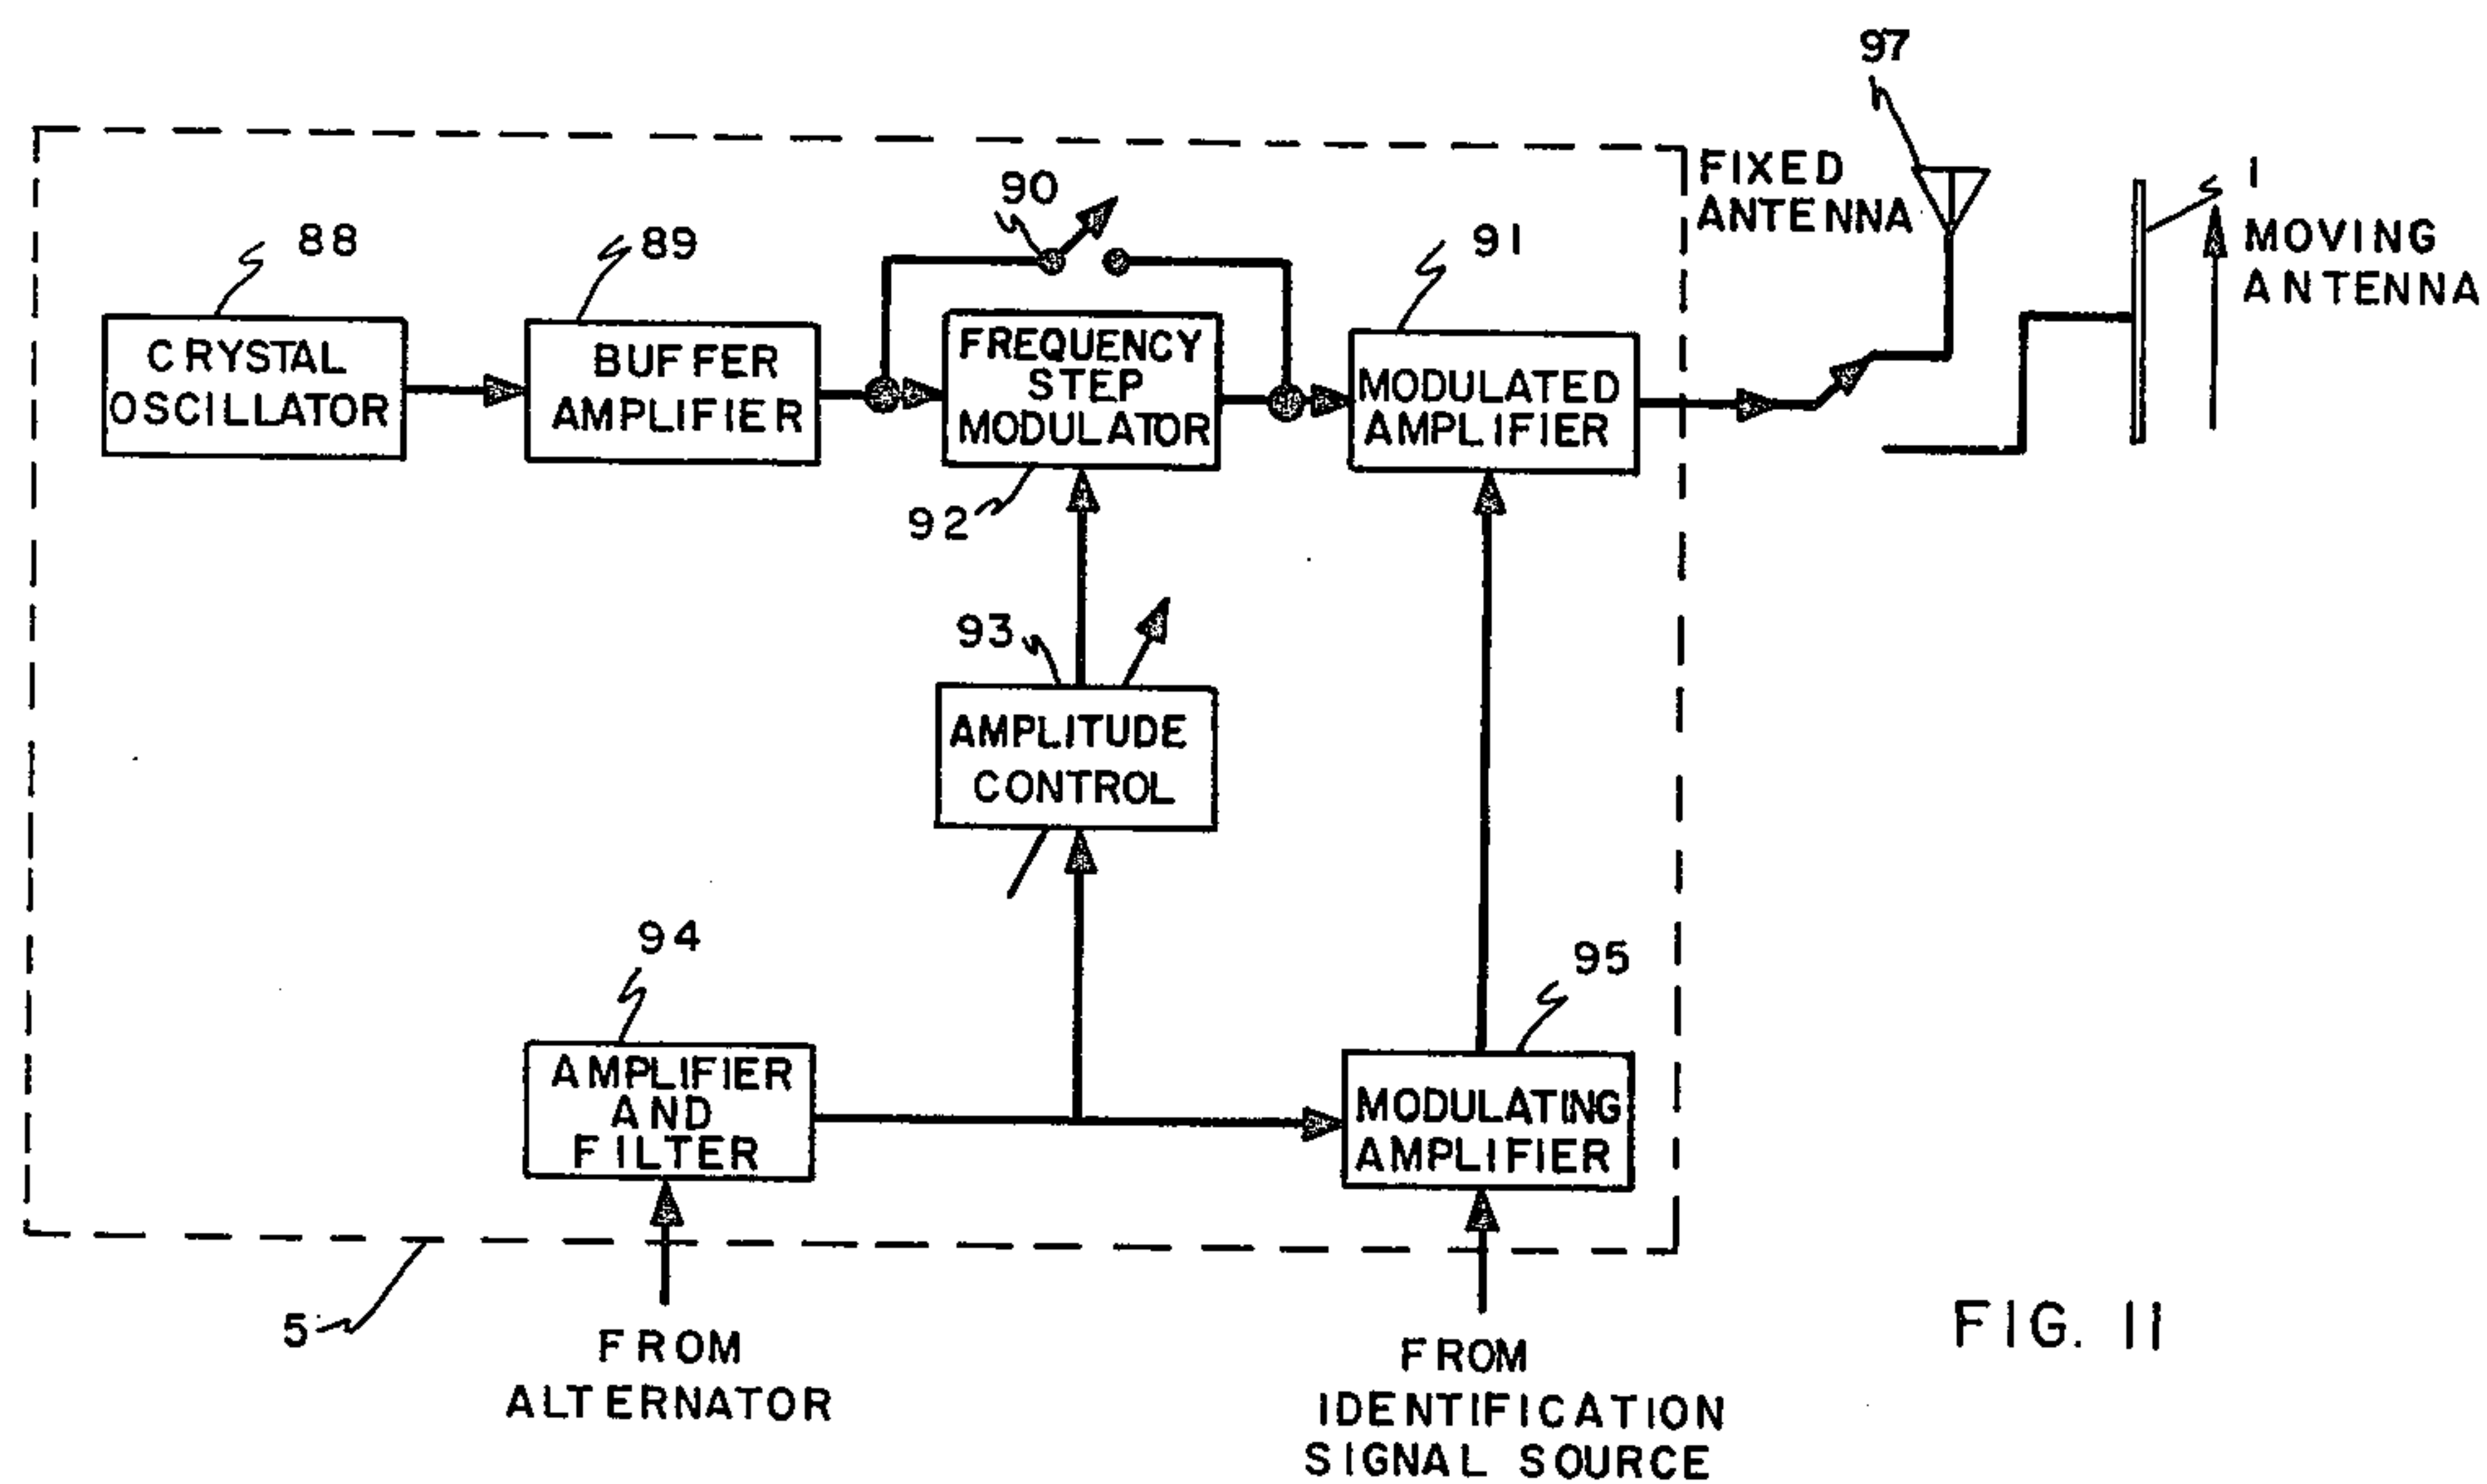 97
FIXED
ANTENNA
1
MOVING
ANTENNA
90
88
89
91
CRYSTAL
OSCILLATOR
BUFFER
AMPLIFIER
FREQUENCY
STEP
MODULATOR
MODULATED
AMPLIFIER
92
93
AMPLITUDE
CONTROL
94
95
AMPLIFIER
AND
FILTER
MODULATING
AMPLIFIER
5
FROM
ALTERNATOR
FROM
IDENTIFICATION
SIGNAL SOURCE
FIG. 11